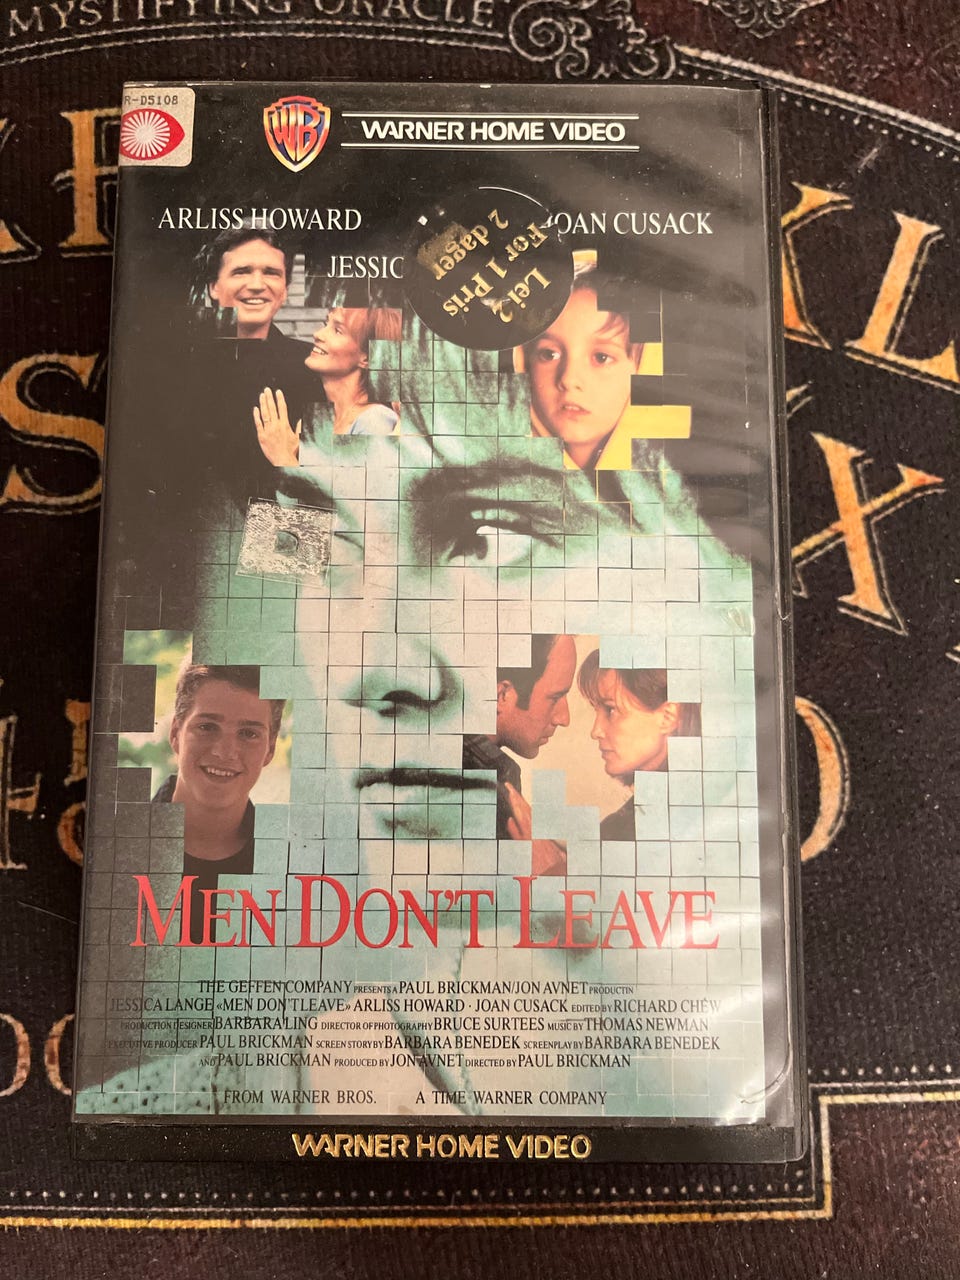 MYSTIFYING ORACLE
R-D5108
WB
WARNER HOME VIDEO
ARLISS HOWARD
JOAN CUSACK
JESSIC
Lei 2
For 1 Pris
2 dager
MEN DON'T LEAVE
THE GEFFEN COMPANY PRESENTS A PAUL BRICKMAN/JON AVNET PRODUCTIN
JESSICA LANGE «MEN DON'T LEAVE» ARLISS HOWARD · JOAN CUSACK EDITED BY RICHARD CHEW
PRODUCTION DESIGNER BARBARA LING DIRECTOR OF PHOTOGRAPHY BRUCE SURTEES MUSIC BY THOMAS NEWMAN
EXECUTIVE PRODUCER PAUL BRICKMAN SCREEN STORY BY BARBARA BENEDEK SCREENPLAY BY BARBARA BENEDEK
AND PAUL BRICKMAN PRODUCED BY JON AVNET DIRECTED BY PAUL BRICKMAN
FROM WARNER BROS. A TIME WARNER COMPANY
WARNER HOME VIDEO